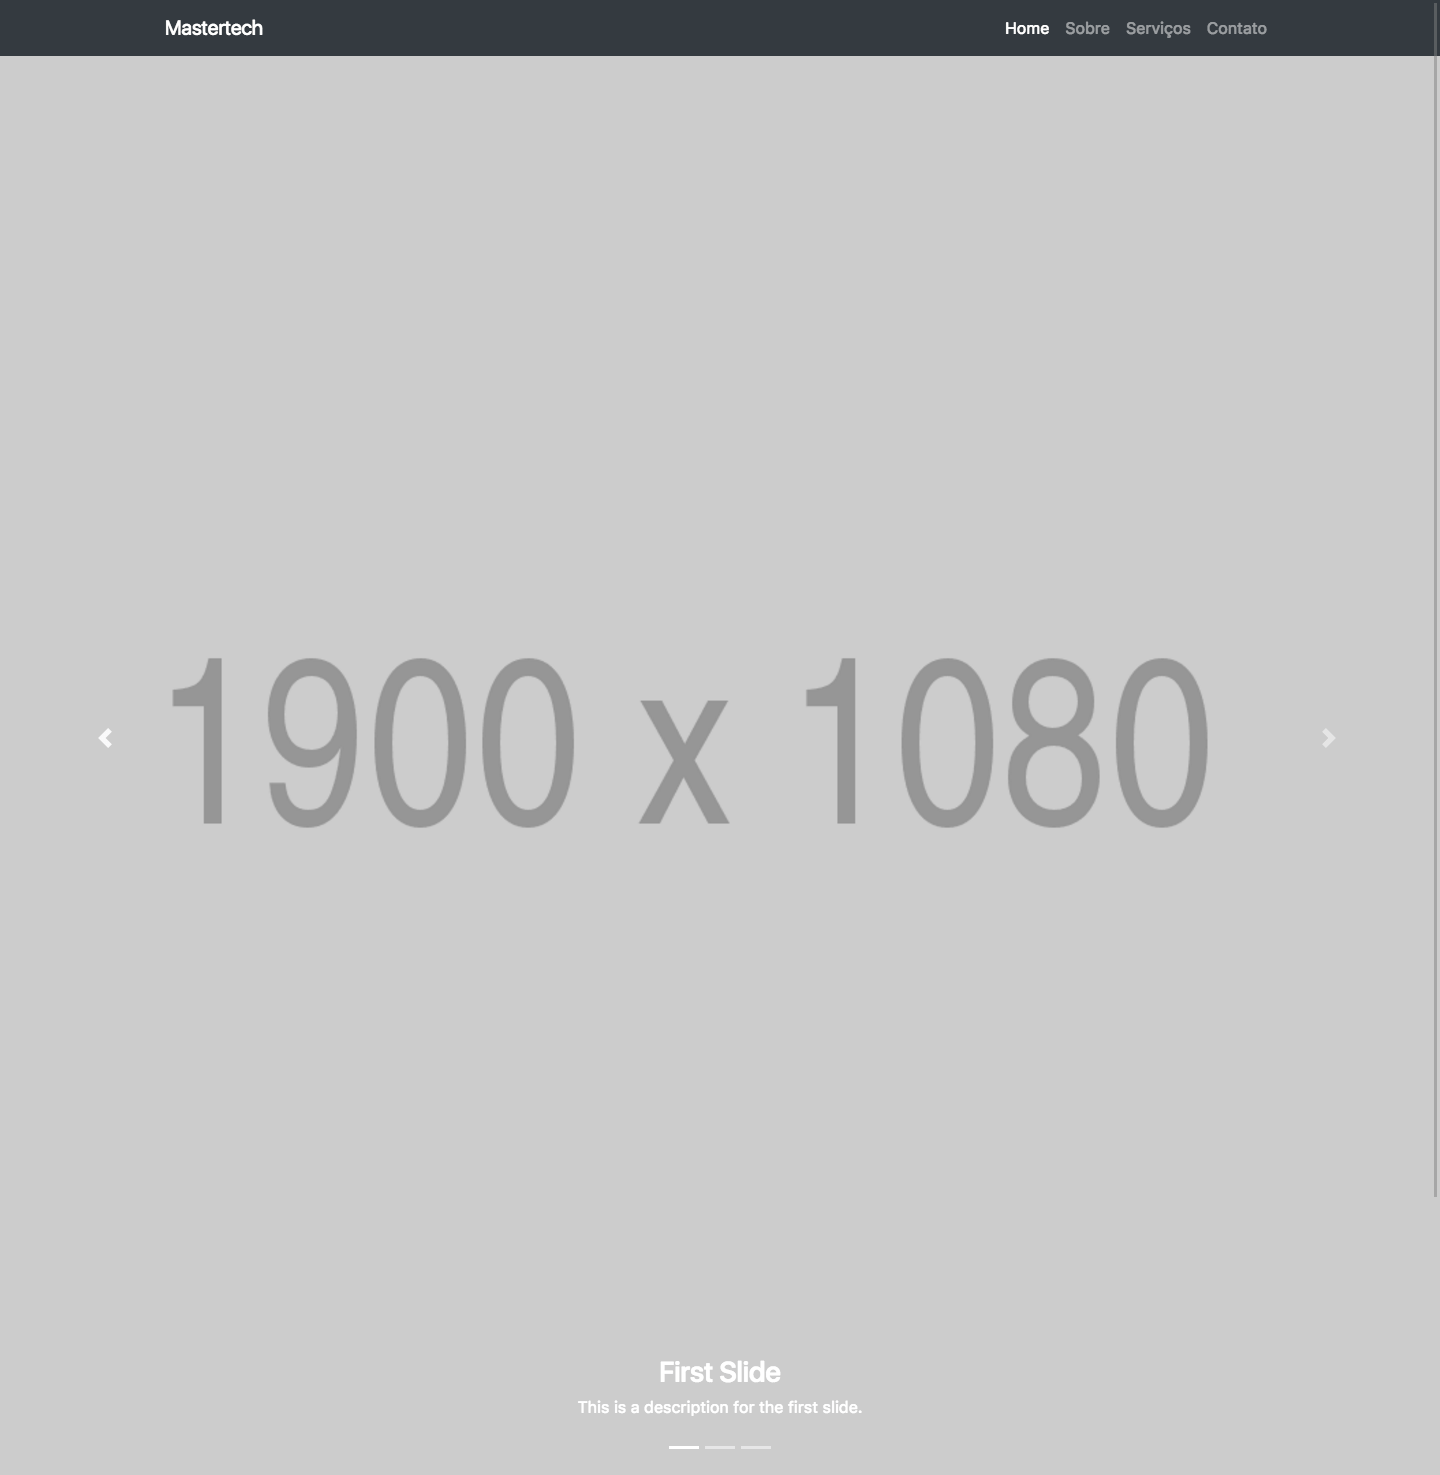 Mastertech
Home Sobre Serviços Contato
1900 x 1080
First Slide
This is a description for the first slide.